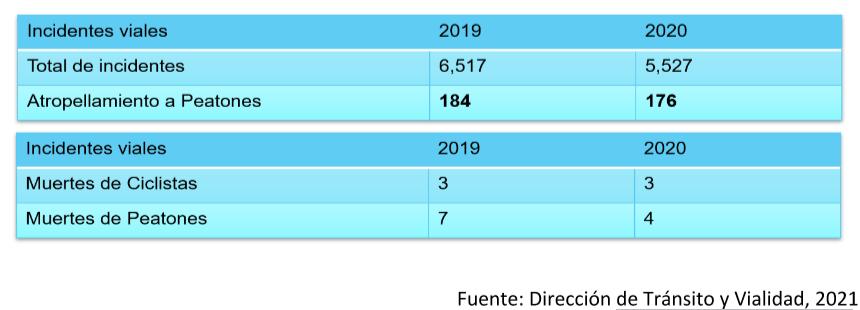 Incidentes viales 2019 2020
Total de incidentes 6,517 5,527
Atropellamiento a Peatones 184 176
Incidentes viales 2019 2020
Muertes de Ciclistas 3 3
Muertes de Peatones 7 4
Fuente: Dirección de Tránsito y Vialidad, 2021